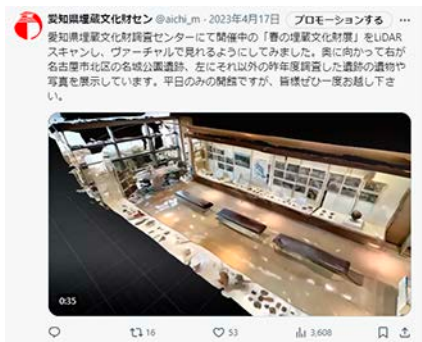 愛知県埋蔵文化財セン @aichi_m · 2023年4月17日 プロモーションする ...
愛知県埋蔵文化財調査センターにて開催中の「春の埋蔵文化財展」をLiDAR
スキャンし、ヴァーチャルで見れるようにしてみました。奥に向かって右が
名古屋市北区の名城公園遺跡、左にそれ以外の昨年度調査した遺跡の遺物や
写真を展示しています。平日のみの開館ですが、皆様ぜひ一度お越し下さ
い。
0:35
16 53 3,608